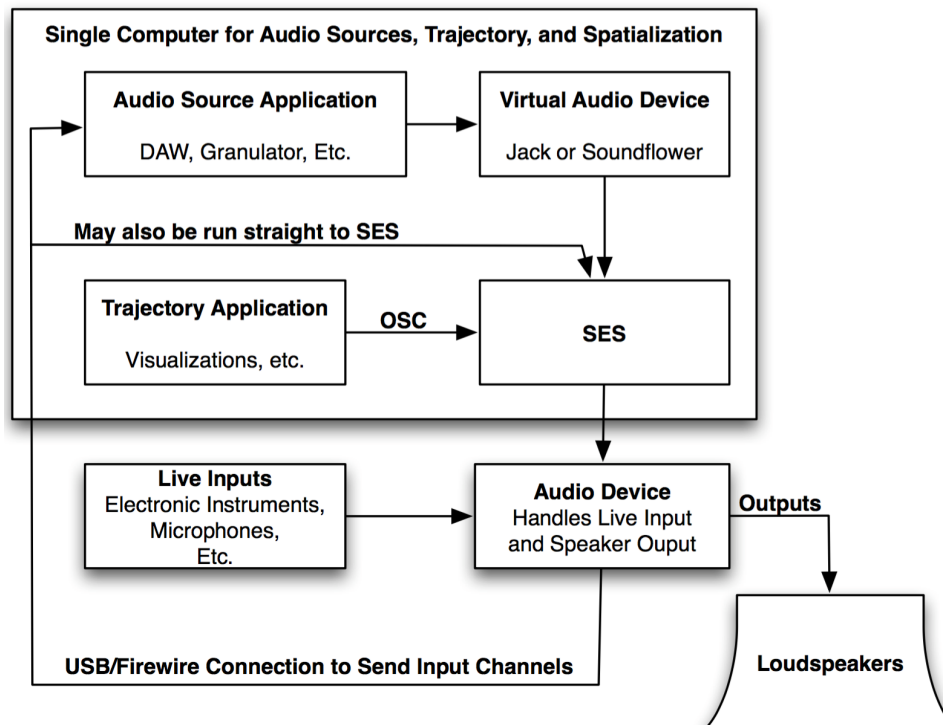 Single Computer for Audio Sources, Trajectory, and Spatialization
Audio Source Application
DAW, Granulator, Etc.
Virtual Audio Device
Jack or Soundflower
May also be run straight to SES
Trajectory Application
Visualizations, etc.
OSC
SES
Live Inputs
Electronic Instruments,
Microphones,
Etc.
Audio Device
Handles Live Input
and Speaker Ouput
Outputs
Loudspeakers
USB/Firewire Connection to Send Input Channels